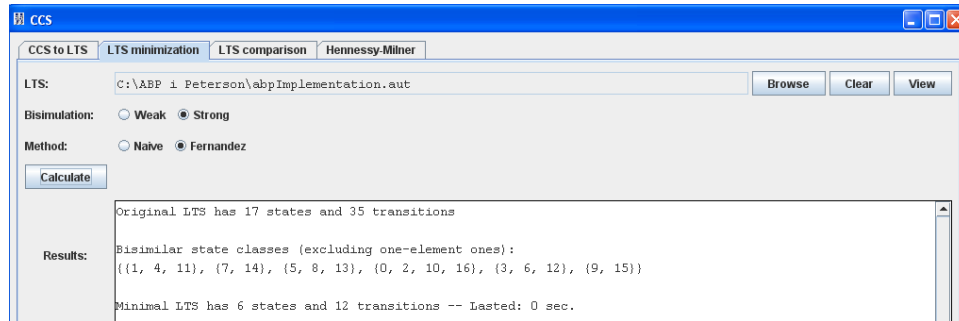 CCS
CCS to LTS LTS minimization LTS comparison Hennessy-Milner
LTS: C:\ABP i Peterson\abpImplementation.aut Browse Clear View
Bisimulation: Weak Strong
Method: Naive Fernandez
Calculate
Original LTS has 17 states and 35 transitions
Bisimilar state classes (excluding one-element ones):
Results:
{{1, 4, 11}, {7, 14}, {5, 8, 13}, {0, 2, 10, 16}, {3, 6, 12}, {9, 15}}
Minimal LTS has 6 states and 12 transitions -- Lasted: 0 sec.